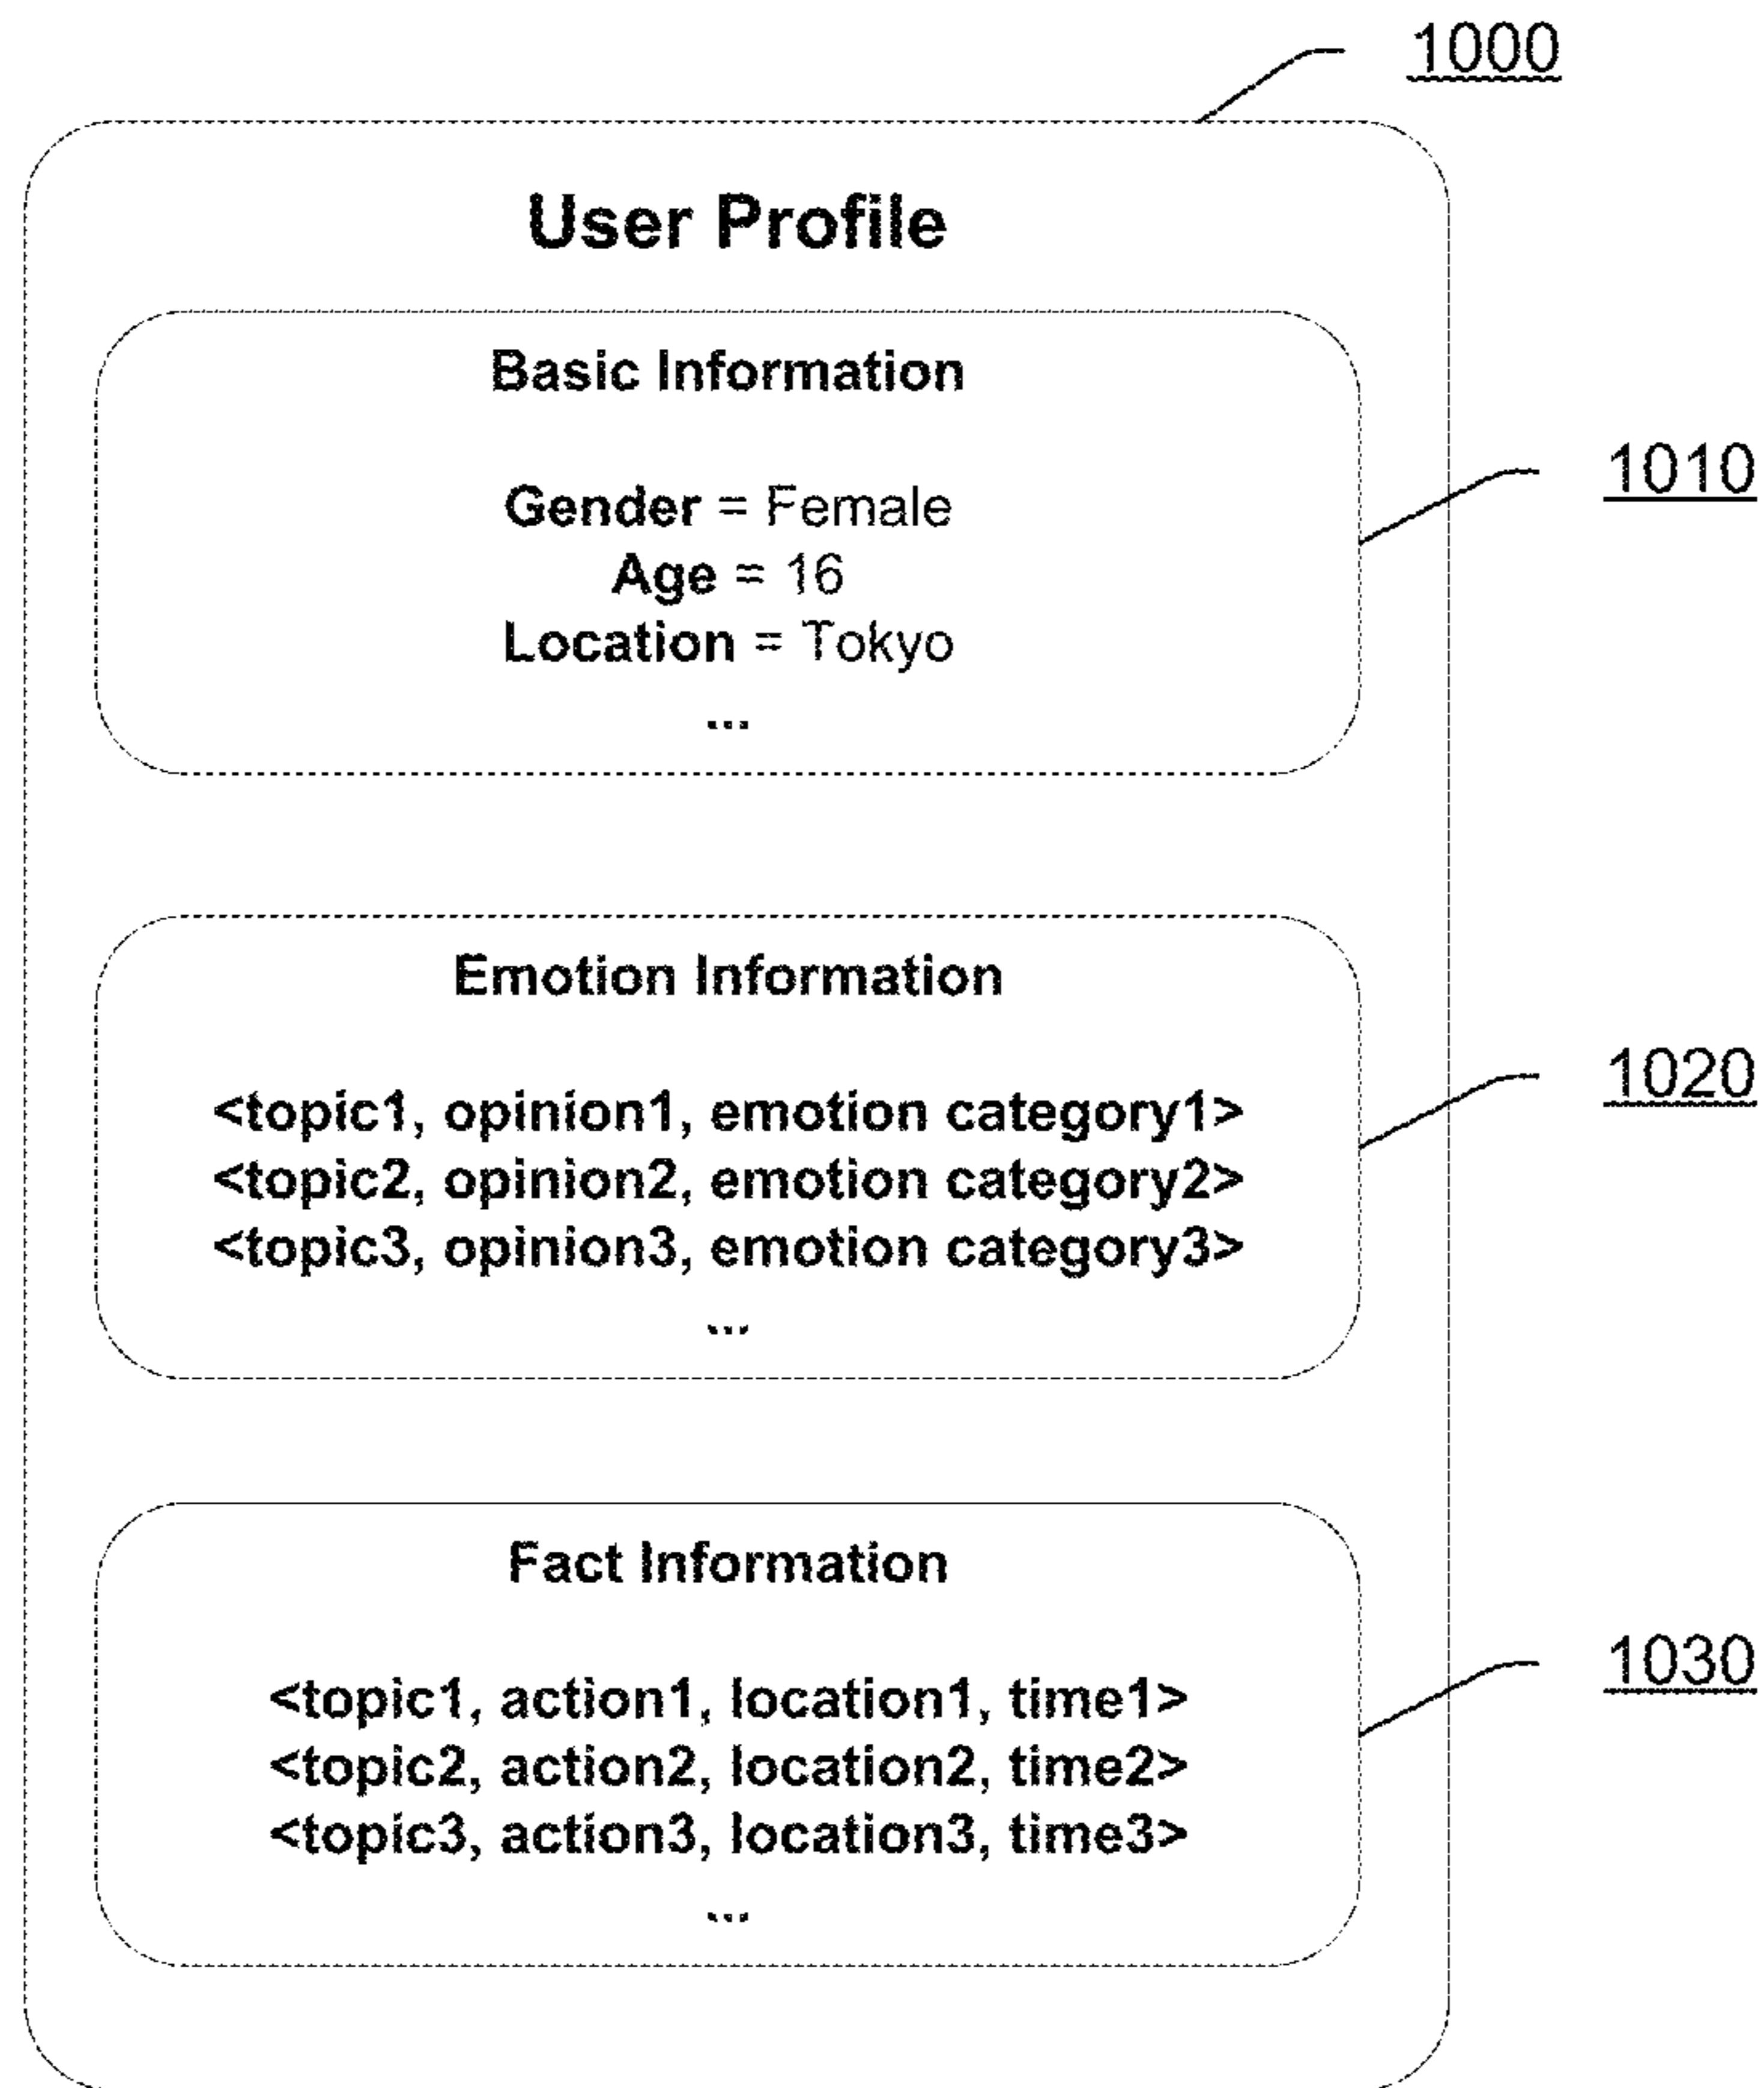 1000
User Profile
Basic Information
Gender = Female
1010
Age = 16
Location = Tokyo
...
Emotion Information
1020
<topic1, opinion1, emotion category1>
<topic2, opinion2, emotion category2>
<topic3, opinion3, emotion category3>
...
Fact Information
1030
<topic1, action1, location1, time1>
<topic2, action2, location2, time2>
<topic3, action3, location3, time3>
...